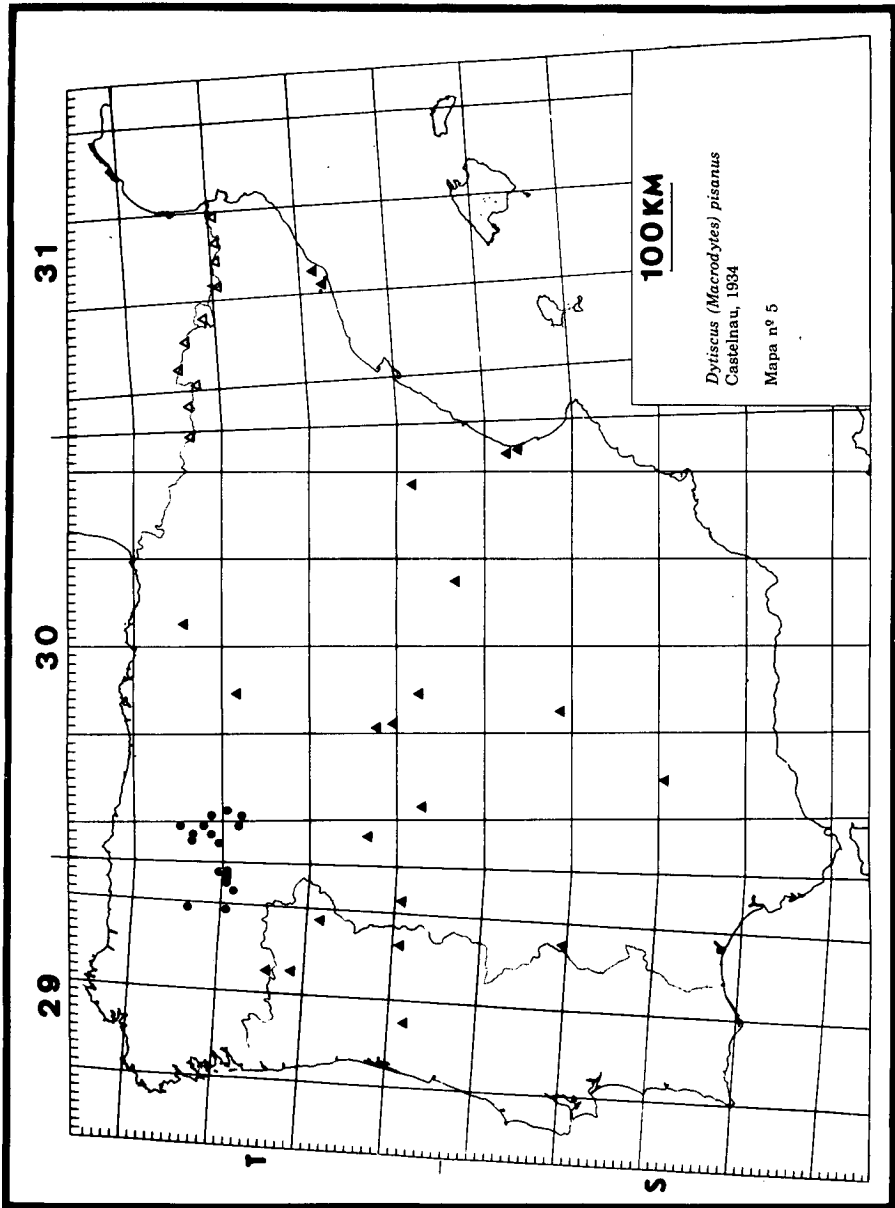 29
30
31
T
S
100KM
Dytiscus (Macrodytes) pisanus
Castelnau, 1934
Mapa nº 5